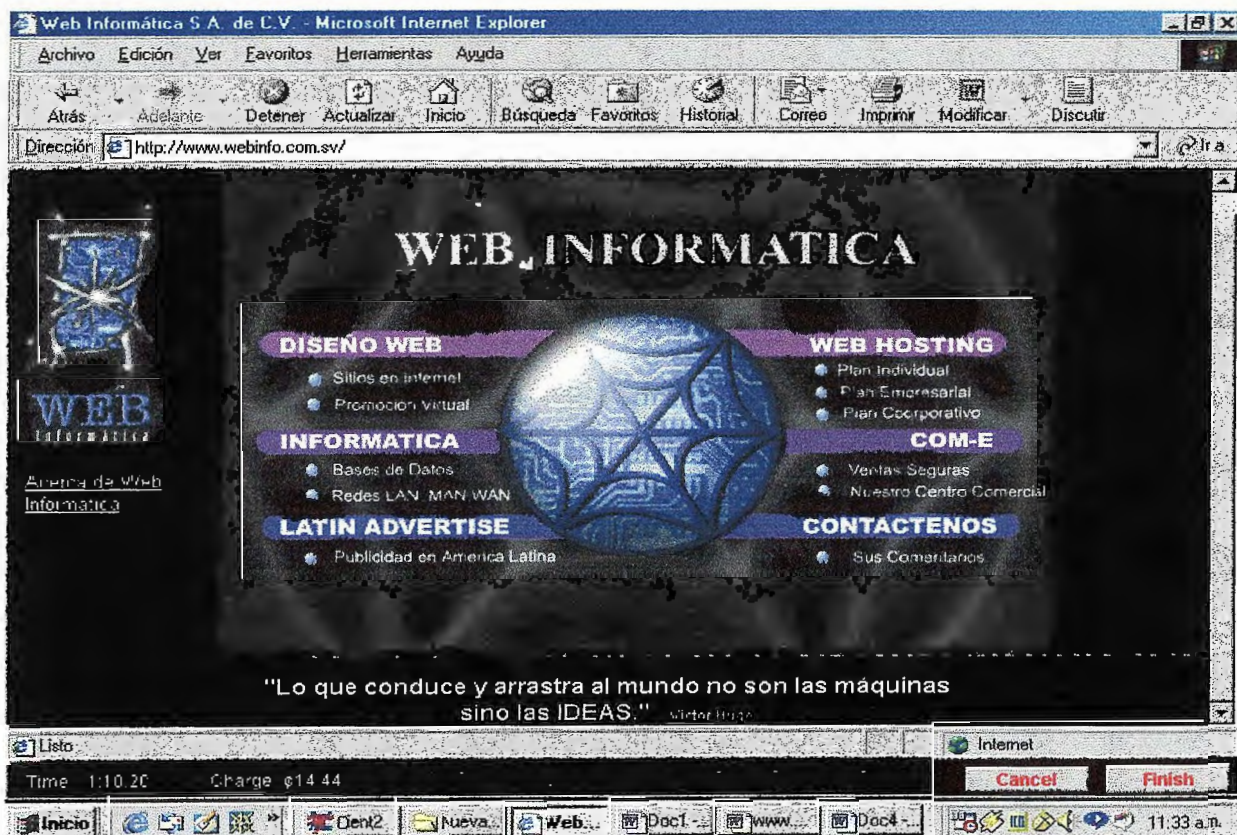 Web Informática S.A. de C.V. - Microsoft Internet Explorer
Archivo Edición Ver Favoritos Herramientas Ayuda
Atrás Adelante Detener Actualizar Inicio Búsqueda Favoritos Historial Correo Imprimir Modificar Discutir
Dirección http://www.webinfo.com.sv/ Ir a
WEB INFORMATICA
WEB
Informática
Acerca de Web
Informatica
DISEÑO WEB
Sitios en Internet
Promocion Virtual
INFORMATICA
Bases de Datos
Redes LAN MAN WAN
LATIN ADVERTISE
Publicidad en America Latina
WEB HOSTING
Plan Individual
Plan Empresarial
Plan Coorporativo
COM-E
Ventas Seguras
Nuestro Centro Comercial
CONTACTENOS
Sus Comentarios
"Lo que conduce y arrastra al mundo no son las máquinas
sino las IDEAS." Victor Hugo
Listo Internet
Time 1:10.20 Charge ¢14.44 Cancel Finish
Inicio Cient2 Nueva... Web... Doc1 -... www.... Doc4 -... 11:33 a.m.